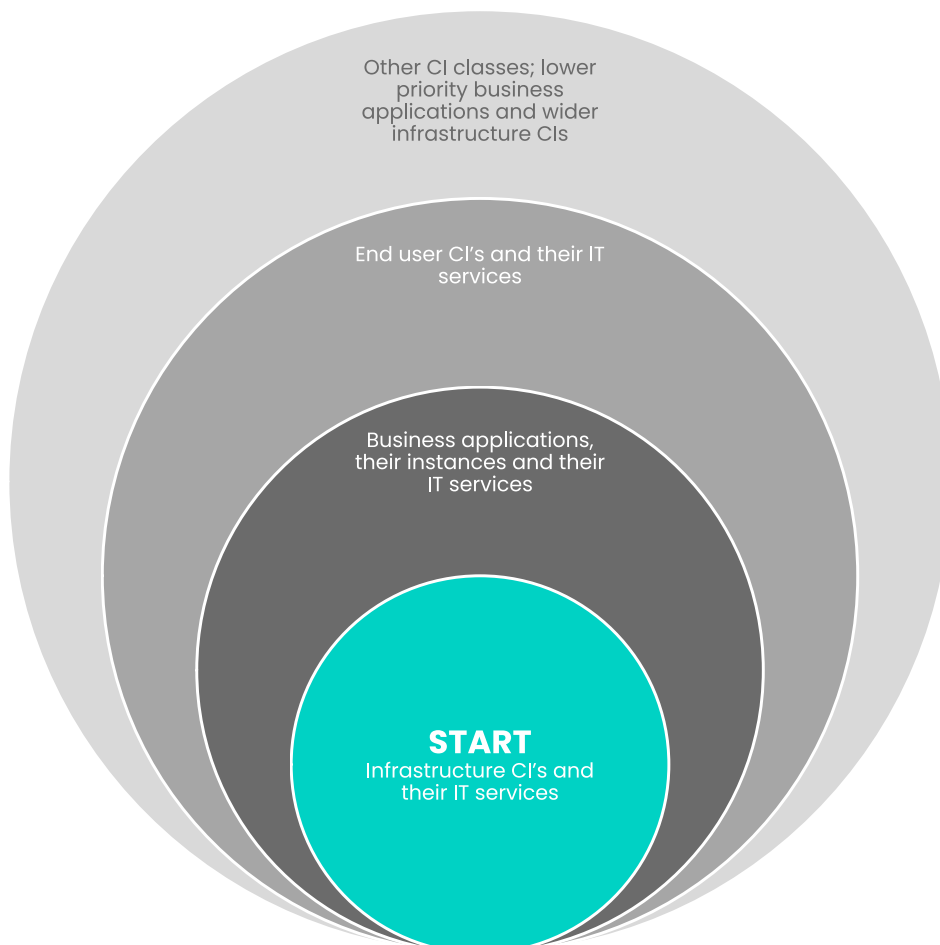 Other CI classes; lower
priority business
applications and wider
infrastructure CIs
End user CI's and their IT
services
Business applications,
their instances and their
IT services
START
Infrastructure CI's and
their IT services